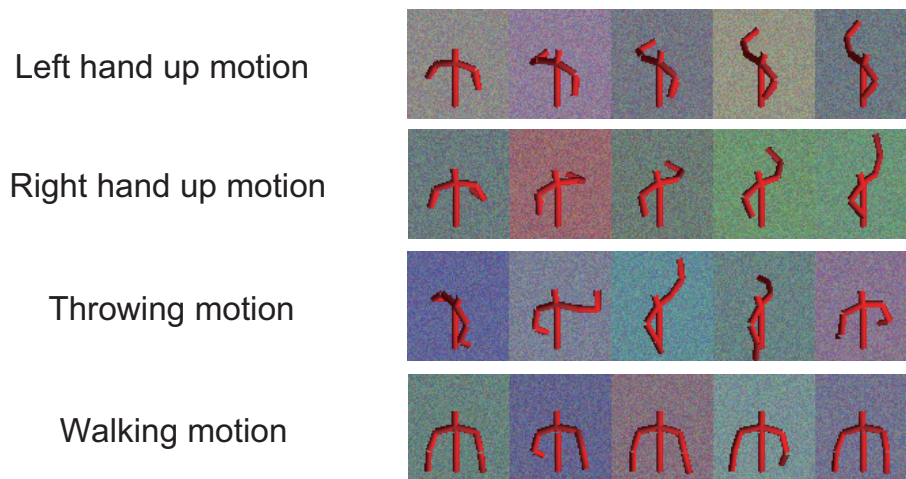 Left hand up motion
Right hand up motion
Throwing motion
Walking motion